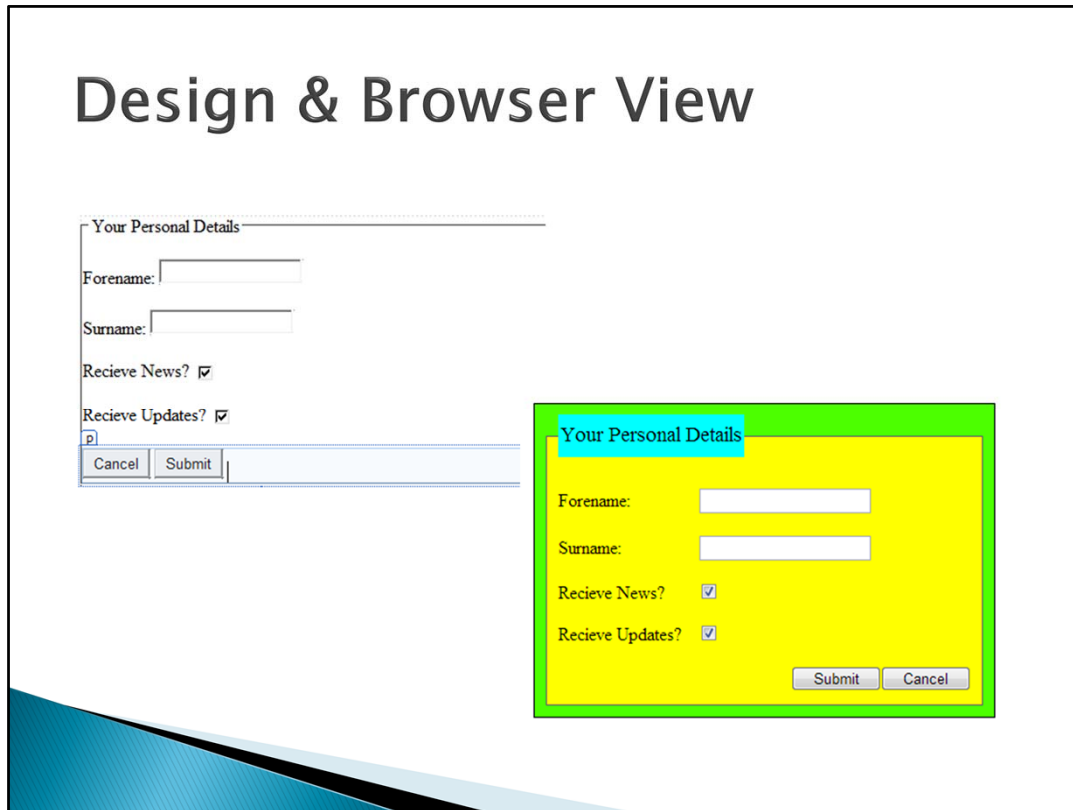 Design & Browser View
Your Personal Details
Forename:
Surname:
Recieve News?
Recieve Updates?
p
Cancel Submit
Your Personal Details
Forename:
Surname:
Recieve News?
Recieve Updates?
Submit Cancel